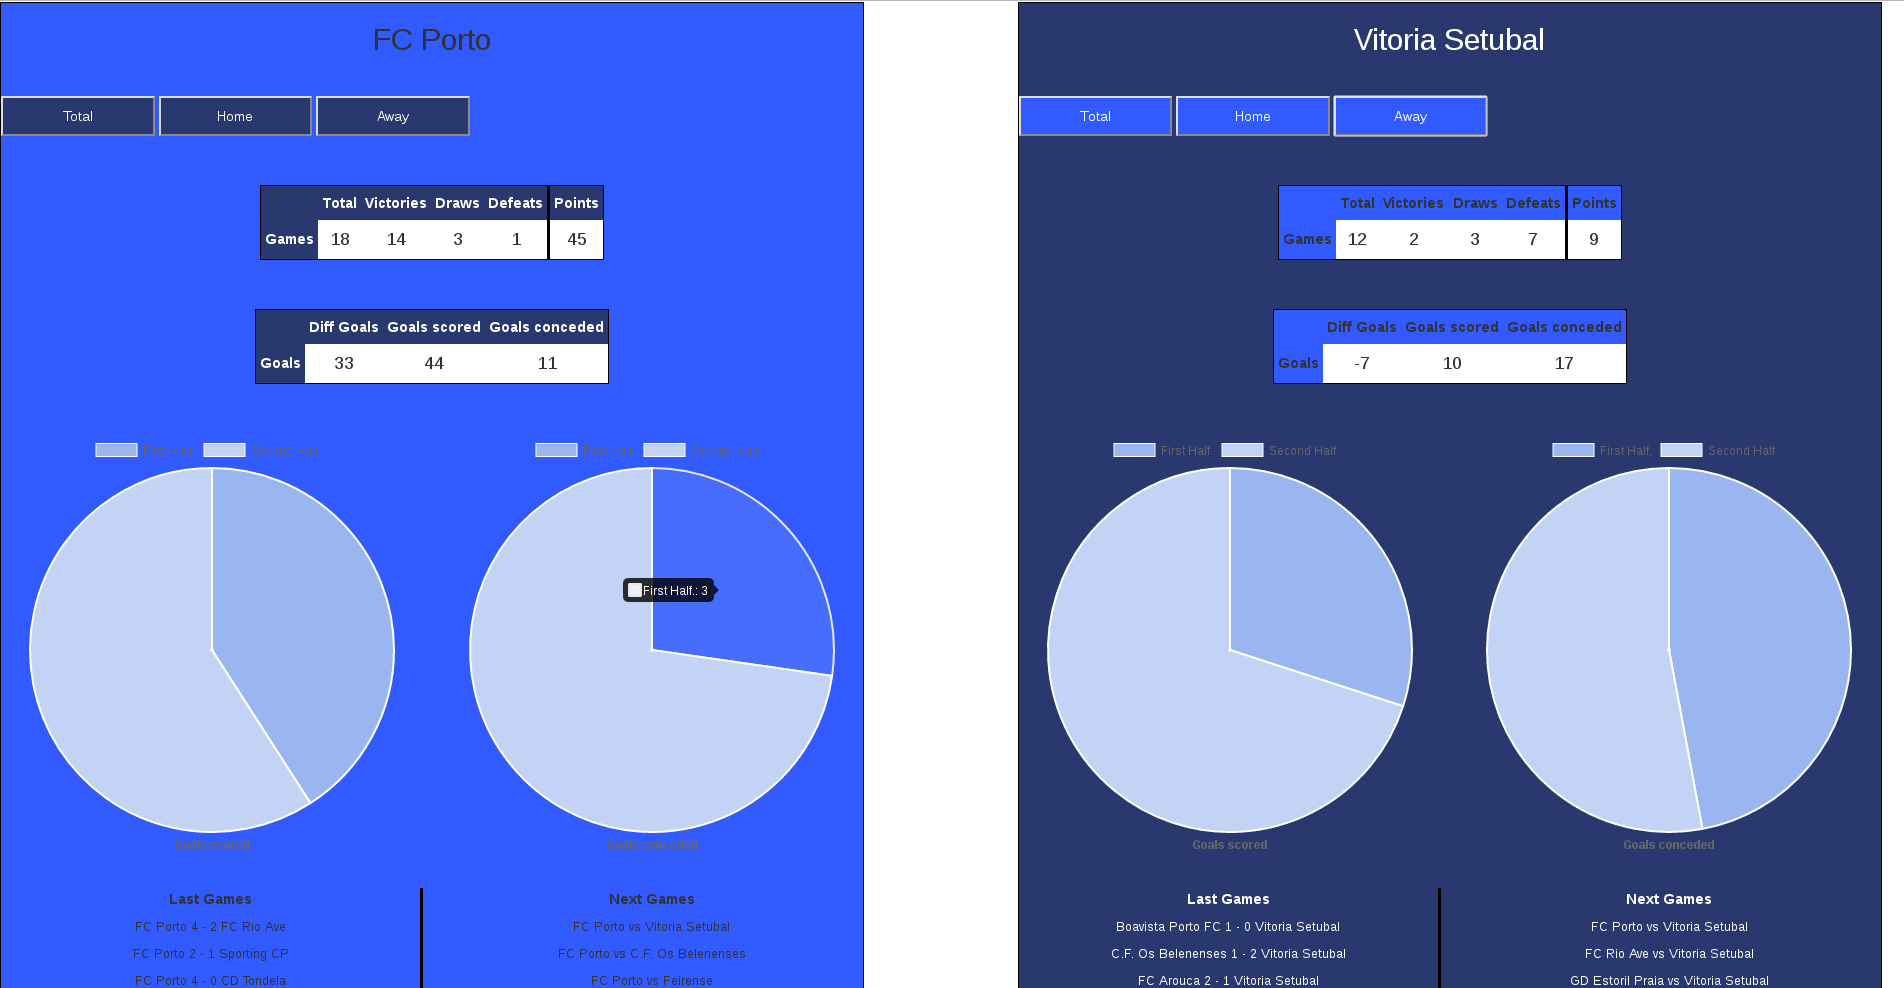 FC Porto
Total Home Away
Total Victories Draws Defeats Points
Games 18 14 3 1 45
Diff Goals Goals scored Goals conceded
Goals 33 44 11
First Half. Second Half
First Half. Second Half
First Half.: 3
Goals scored
Goals conceded
Last Games
FC Porto 4 - 2 FC Rio Ave
FC Porto 2 - 1 Sporting CP
FC Porto 4 - 0 CD Tondela
Next Games
FC Porto vs Vitoria Setubal
FC Porto vs C.F. Os Belenenses
FC Porto vs Feirense
Vitoria Setubal
Total Home Away
Total Victories Draws Defeats Points
Games 12 2 3 7 9
Diff Goals Goals scored Goals conceded
Goals -7 10 17
First Half. Second Half
First Half. Second Half
Goals scored
Goals conceded
Last Games
Boavista Porto FC 1 - 0 Vitoria Setubal
C.F. Os Belenenses 1 - 2 Vitoria Setubal
FC Arouca 2 - 1 Vitoria Setubal
Next Games
FC Porto vs Vitoria Setubal
FC Rio Ave vs Vitoria Setubal
GD Estoril Praia vs Vitoria Setubal